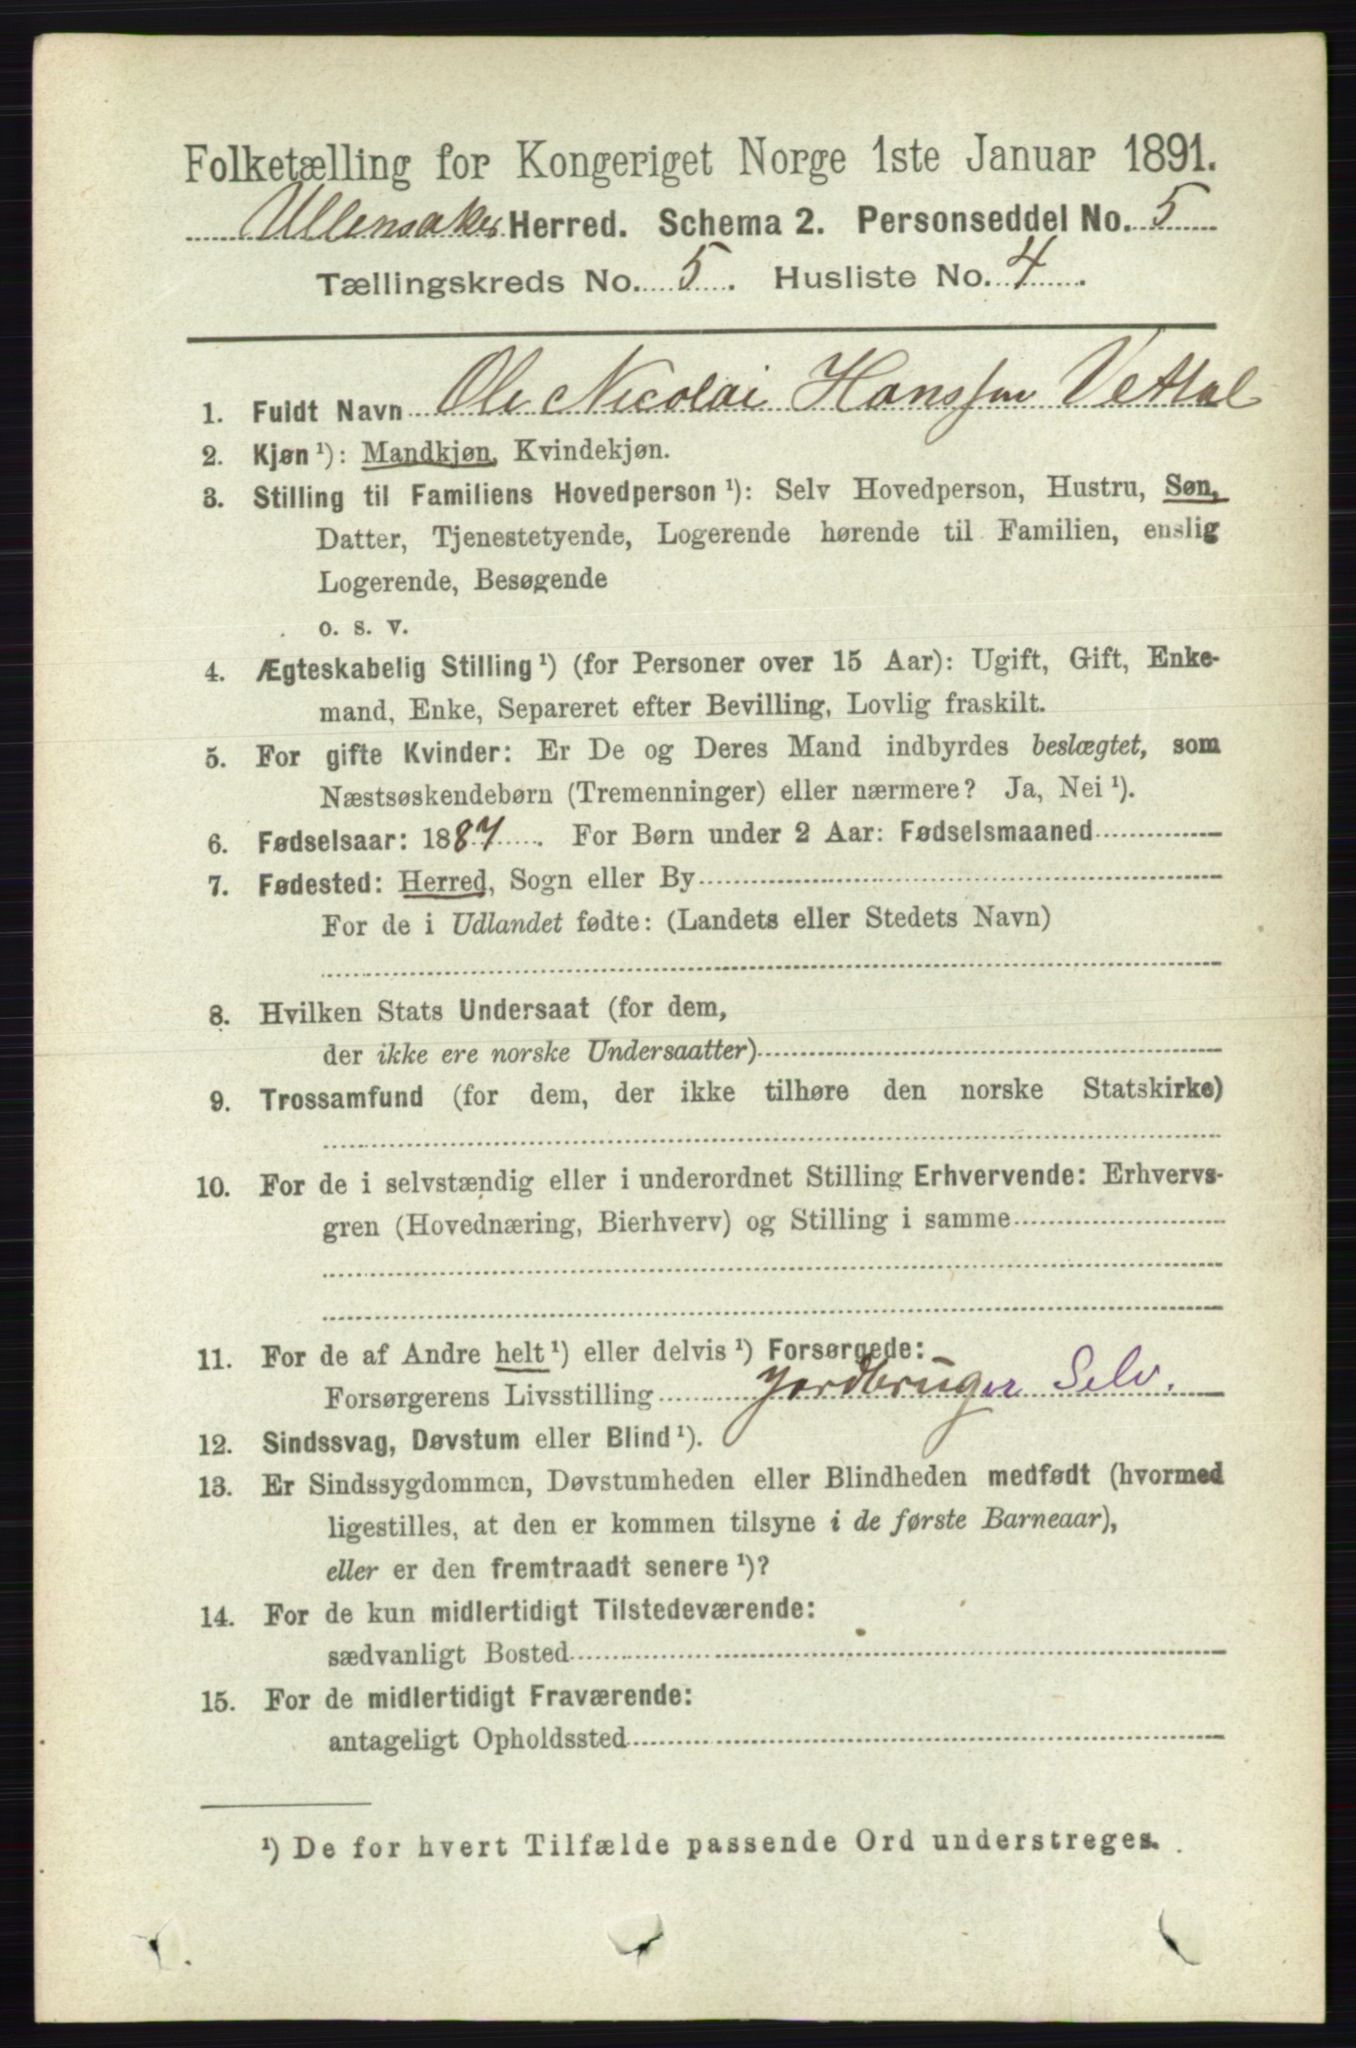 Folketælling for Kongeriget Norge 1ste Januar 1891.
Ullensaker Herred. Schema 2. Personseddel No. 5
Tællingskreds No. 5. Husliste No. 4.
1. Fuldt Navn Ole Nicolai Hanssen
2. Kjøn ¹): Mandkjøn, Kvindekjøn.
3. Stilling til Familiens Hovedperson ¹): Selv Hovedperson, Hustru, Søn,
Datter, Tjenestetyende, Logerende hørende til Familien, enslig
Logerende, Besøgende
o. s. v.
4. Ægteskabelig Stilling ¹) (for Personer over 15 Aar): Ugift, Gift, Enke-
mand, Enke, Separeret efter Bevilling, Lovlig fraskilt.
5. For gifte Kvinder: Er De og Deres Mand indbyrdes beslægtet, som
Næstsøskendebørn (Tremenninger) eller nærmere? Ja, Nei ¹).
6. Fødselsaar: 1887. For Børn under 2 Aar: Fødselsmaaned
7. Fødested: Herred, Sogn eller By
For de i Udlandet fødte: (Landets eller Stedets Navn)
8. Hvilken Stats Undersaat (for dem,
der ikke ere norske Undersaatter)
9. Trossamfund (for dem, der ikke tilhøre den norske Statskirke)
10. For de i selvstændig eller i underordnet Stilling Erhvervende: Erhvervs-
gren (Hovednæring, Bierhverv) og Stilling i samme
11. For de af Andre helt ¹) eller delvis ¹) Forsørgede:
Forsørgerens Livsstilling Jordbruger Selv.
12. Sindssvag, Døvstum eller Blind ¹).
13. Er Sindssygdommen, Døvstumheden eller Blindheden medfødt (hvormed
ligestilles, at den er kommen tilsyne i de første Barneaar),
eller er den fremtraadt senere ¹)?
14. For de kun midlertidigt Tilstedeværende:
sædvanligt Bosted
15. For de midlertidigt Fraværende:
antageligt Opholdssted
¹) De for hvert Tilfælde passende Ord understreges.